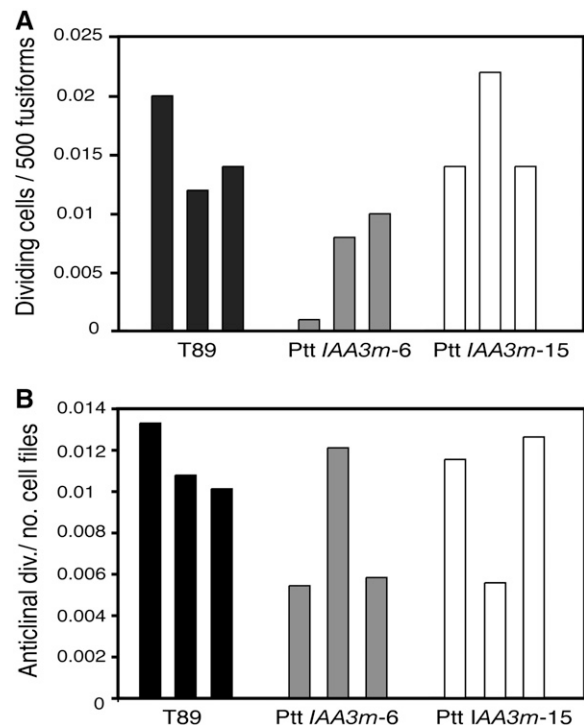 A
Dividing cells / 500 fusiforms
0.025
0.02
0.015
0.01
0.005
0
T89 Ptt IAA3m-6 Ptt IAA3m-15
B
Anticlinal div./ no. cell files
0.014
0.012
0.01
0.008
0.006
0.004
0.002
0
T89 Ptt IAA3m-6 Ptt IAA3m-15